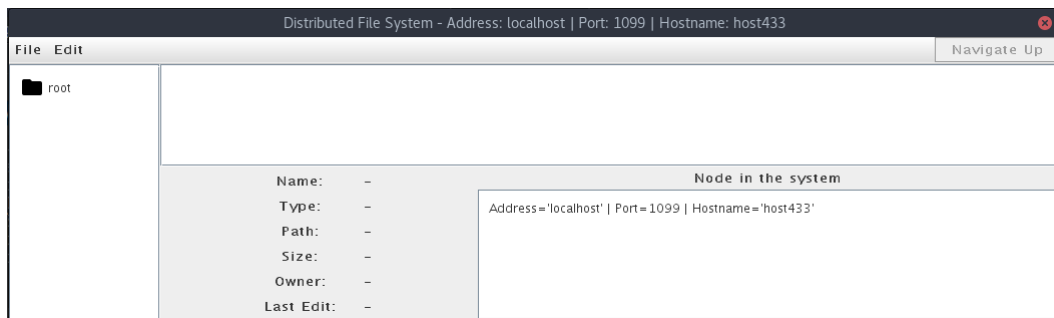 Distributed File System - Address: localhost | Port: 1099 | Hostname: host433
File Edit
Navigate Up
root
Name: -
Type: -
Path: -
Size: -
Owner: -
Last Edit: -
Node in the system
Address='localhost' | Port=1099 | Hostname='host433'